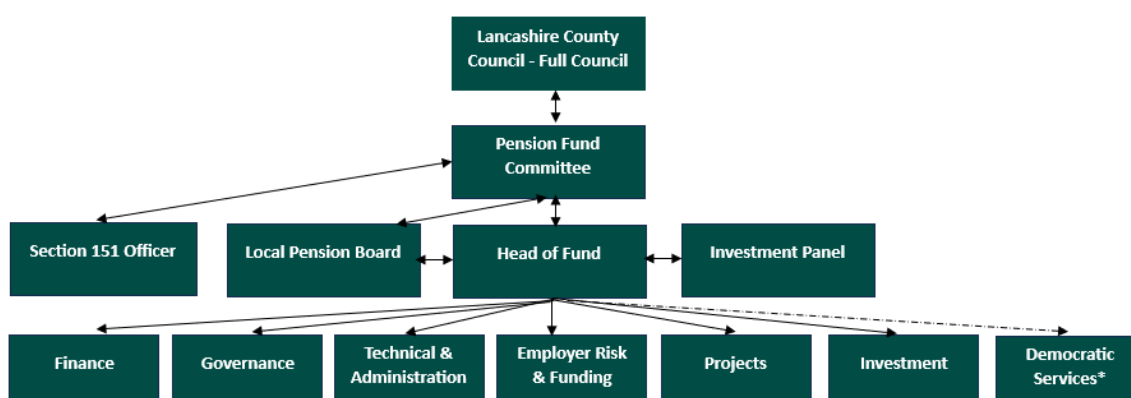 Lancashire County
Council - Full Council
Pension Fund
Committee
Section 151 Officer
Local Pension Board
Head of Fund
Investment Panel
Finance
Governance
Technical &
Administration
Employer Risk
& Funding
Projects
Investment
Democratic
Services*